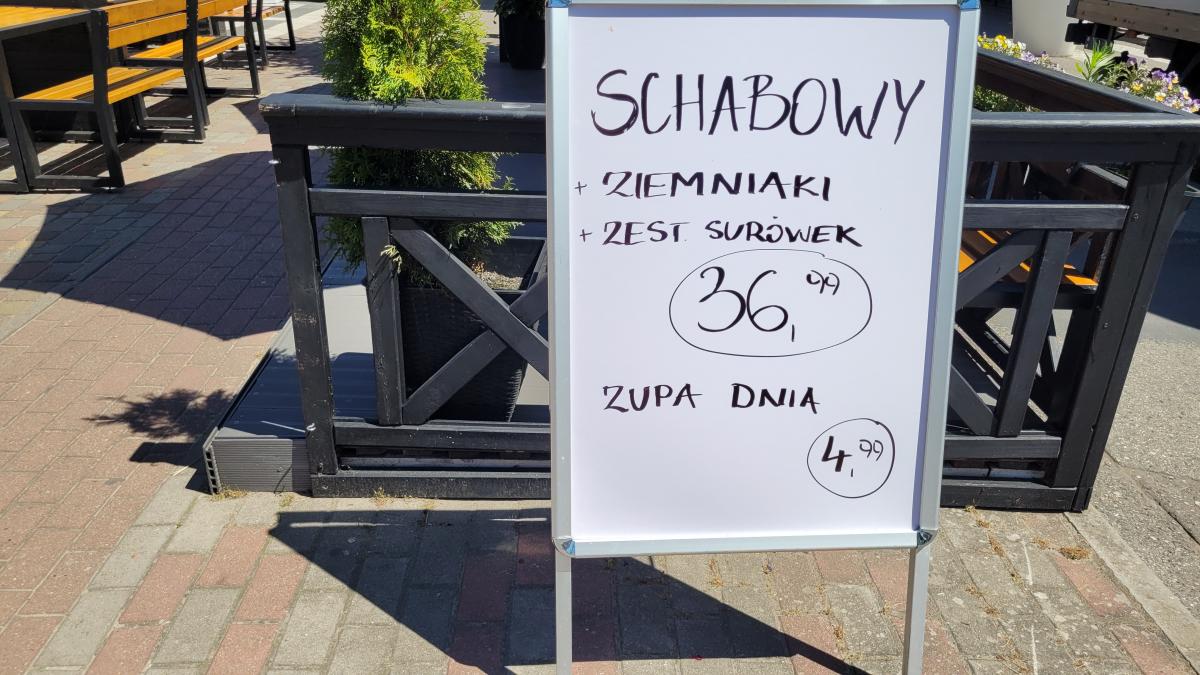 SCHABOWY
+ ZIEMNIAKI
+ ZEST. SURÓWEK
36,99
ZUPA DNIA
4,99